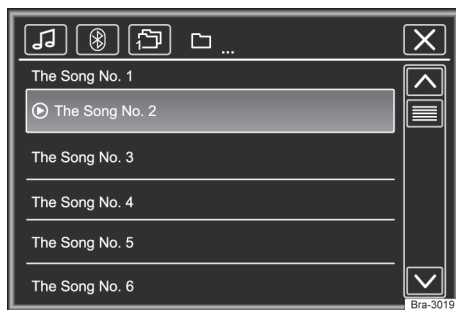 1
...
The Song No. 1
The Song No. 2
The Song No. 3
The Song No. 4
The Song No. 5
The Song No. 6
Bra-3019